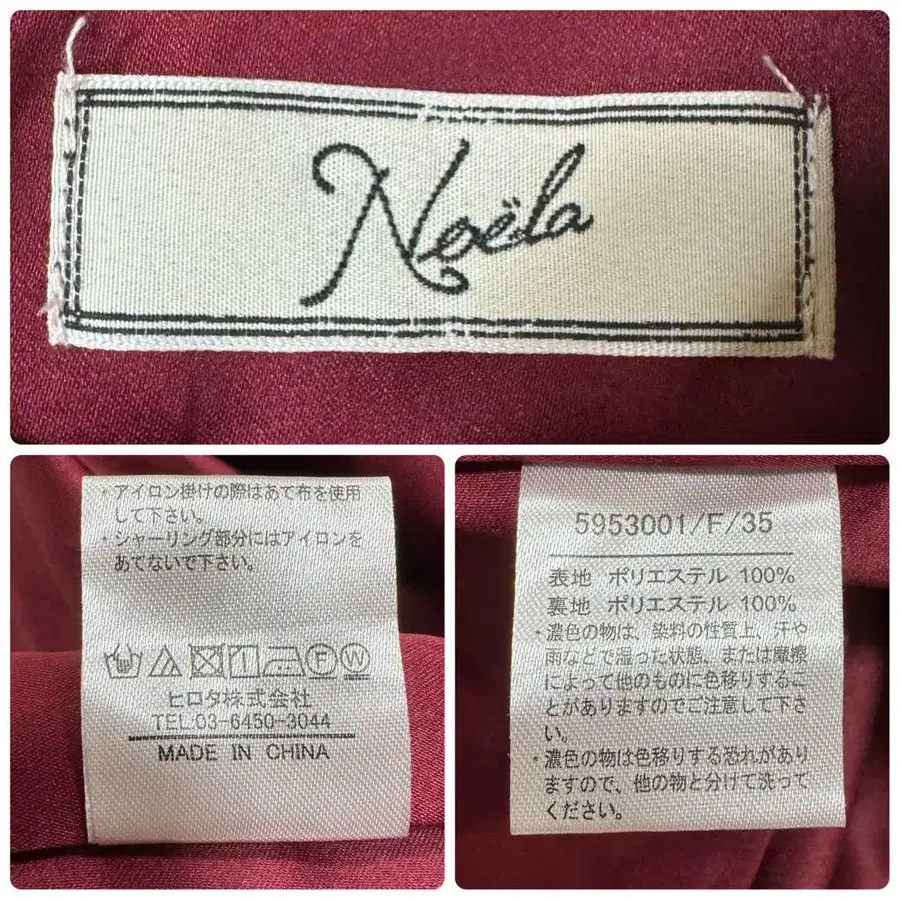 Noëla
・アイロン掛けの際はあて布を使用
して下さい。
・シャーリング部分にはアイロンを
あてないで下さい。
ヒロタ株式会社
TEL.03-6450-3044
MADE IN CHINA
5953001/F/35
表地 ポリエステル 100%
裏地 ポリエステル 100%
・濃色の物は、染料の性質上、汗や
雨などで湿った状態、または摩擦
によって他のものに色移りするこ
とがありますのでご注意して下さ
い。
・濃色の物は色移りする恐れがあり
ますので、他の物と分けて洗って
ください。